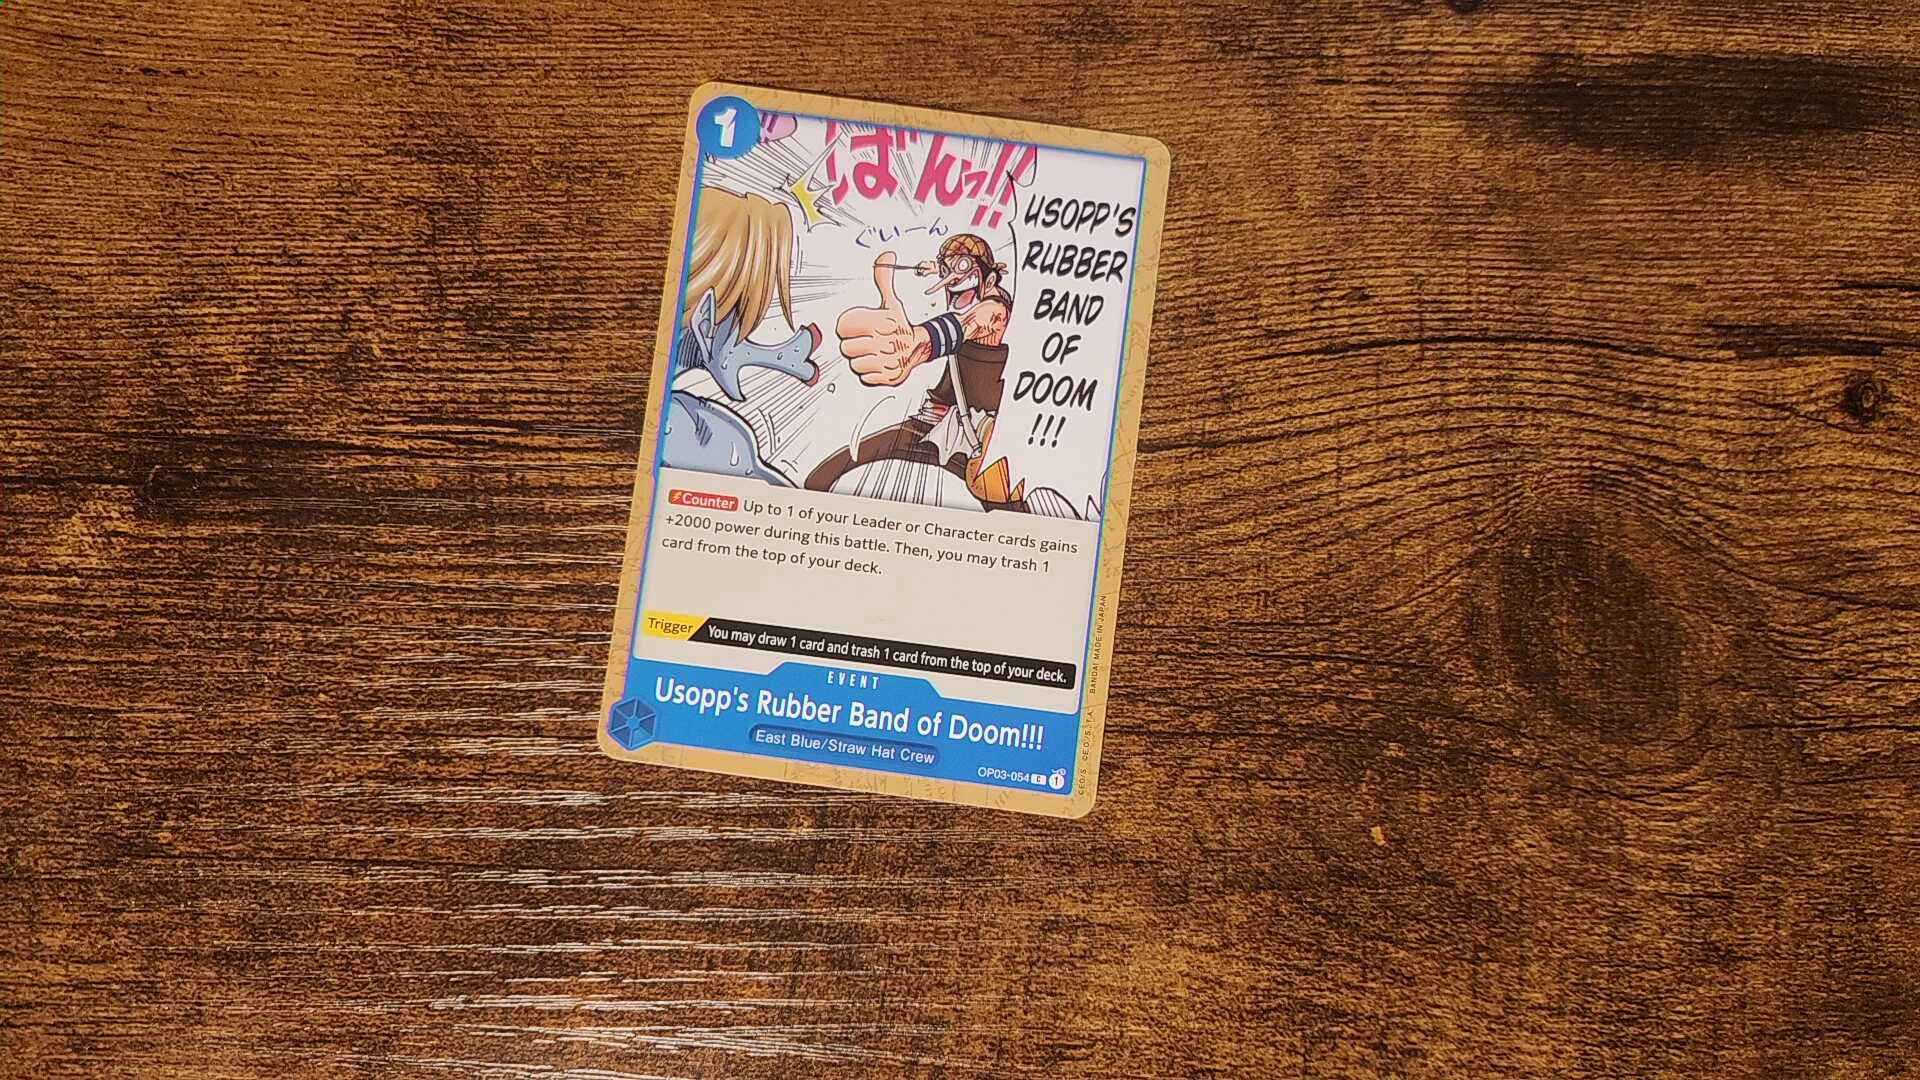 1
ばんっ!!
ぐいーん
USOPP'S
RUBBER
BAND
OF
DOOM
!!!
Counter Up to 1 of your Leader or Character cards gains
+2000 power during this battle. Then, you may trash 1
card from the top of your deck.
Trigger You may draw 1 card and trash 1 card from the top of your deck.
EVENT
Usopp's Rubber Band of Doom!!!
East Blue/Straw Hat Crew
OP03-054 C 1
BANDAI MADE IN JAPAN